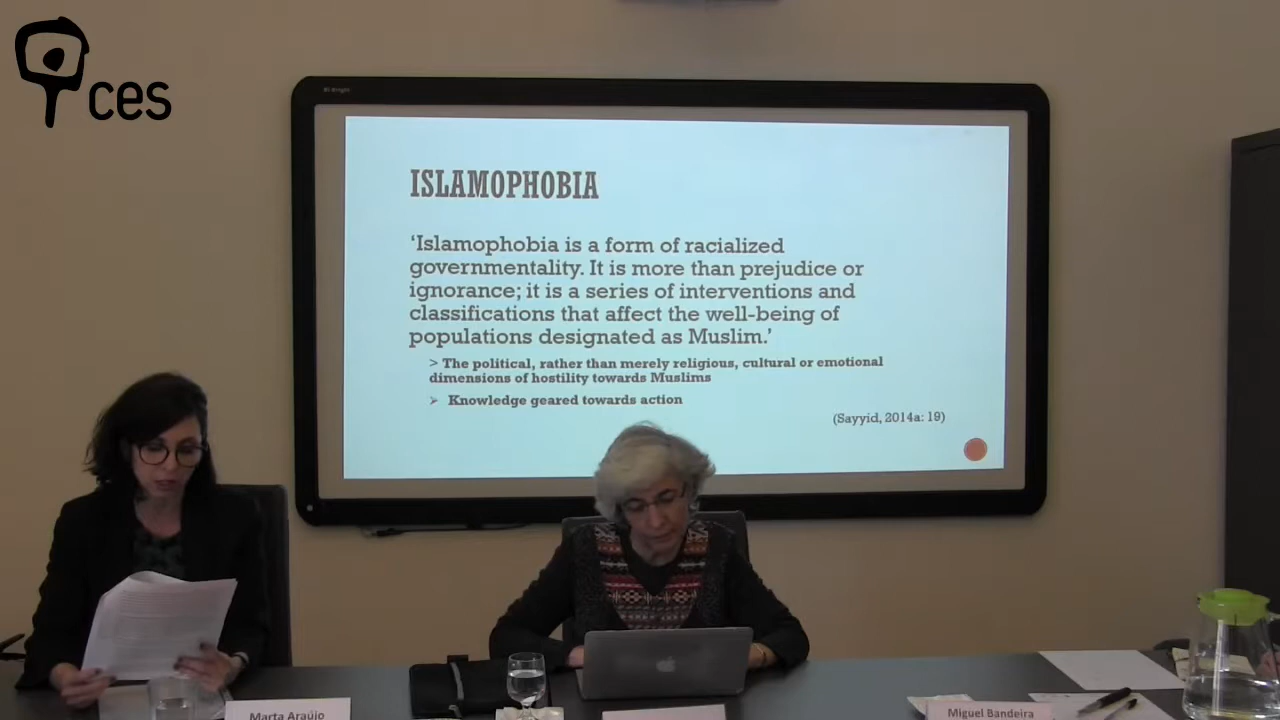 ces
ISLAMOPHOBIA
‘Islamophobia is a form of racialized
governmentality. It is more than prejudice or
ignorance; it is a series of interventions and
classifications that affect the well-being of
populations designated as Muslim.’
> The political, rather than merely religious, cultural or emotional
dimensions of hostility towards Muslims
➢ Knowledge geared towards action
(Sayyid, 2014a: 19)
Marta Araújo
Miguel Bandeira